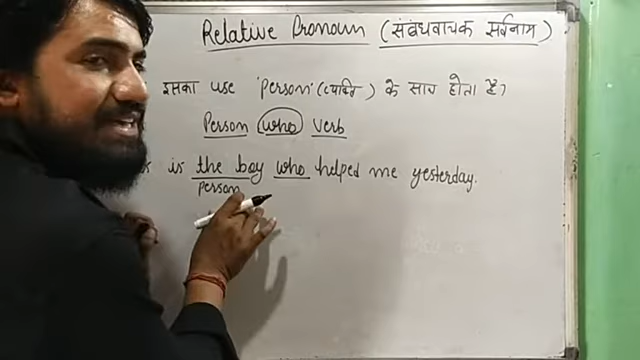 Relative Pronoun (संबंधवाचक सर्वनाम)
इसका use 'Person' (व्यक्ति) के साथ होता है?
Person who verb
is the boy who helped me yesterday.
Person